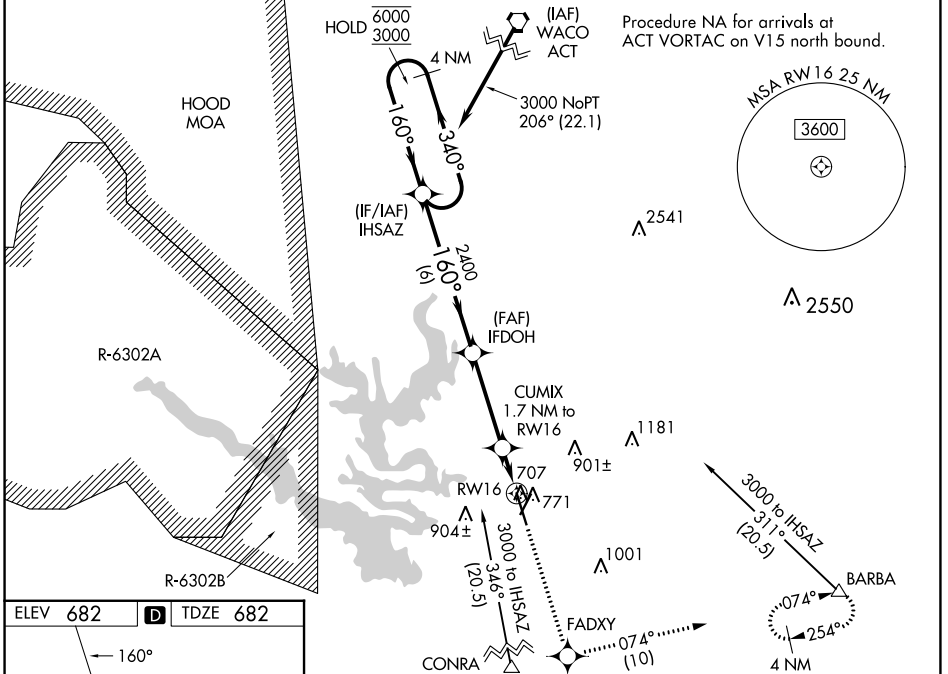 HOLD 6000
3000
4 NM
(IAF)
WACO
ACT
Procedure NA for arrivals at
ACT VORTAC on V15 north bound.
HOOD
MOA
160°
340°
3000 NoPT
206° (22.1)
MSA RW16 25 NM
3600
(IF/IAF)
IHSAZ
2541
2400
160°
(6)
2550
(FAF)
IFDOH
R-6302A
CUMIX
1.7 NM to
RW16
1181
901±
707
RW16
771
904±
3000 to IHSAZ
311°
(20.5)
3000 to IHSAZ
346°
(20.5)
1001
R-6302B
BARBA
074°
254°
4 NM
ELEV 682
D
TDZE 682
160°
FADXY
074°
(10)
CONRA